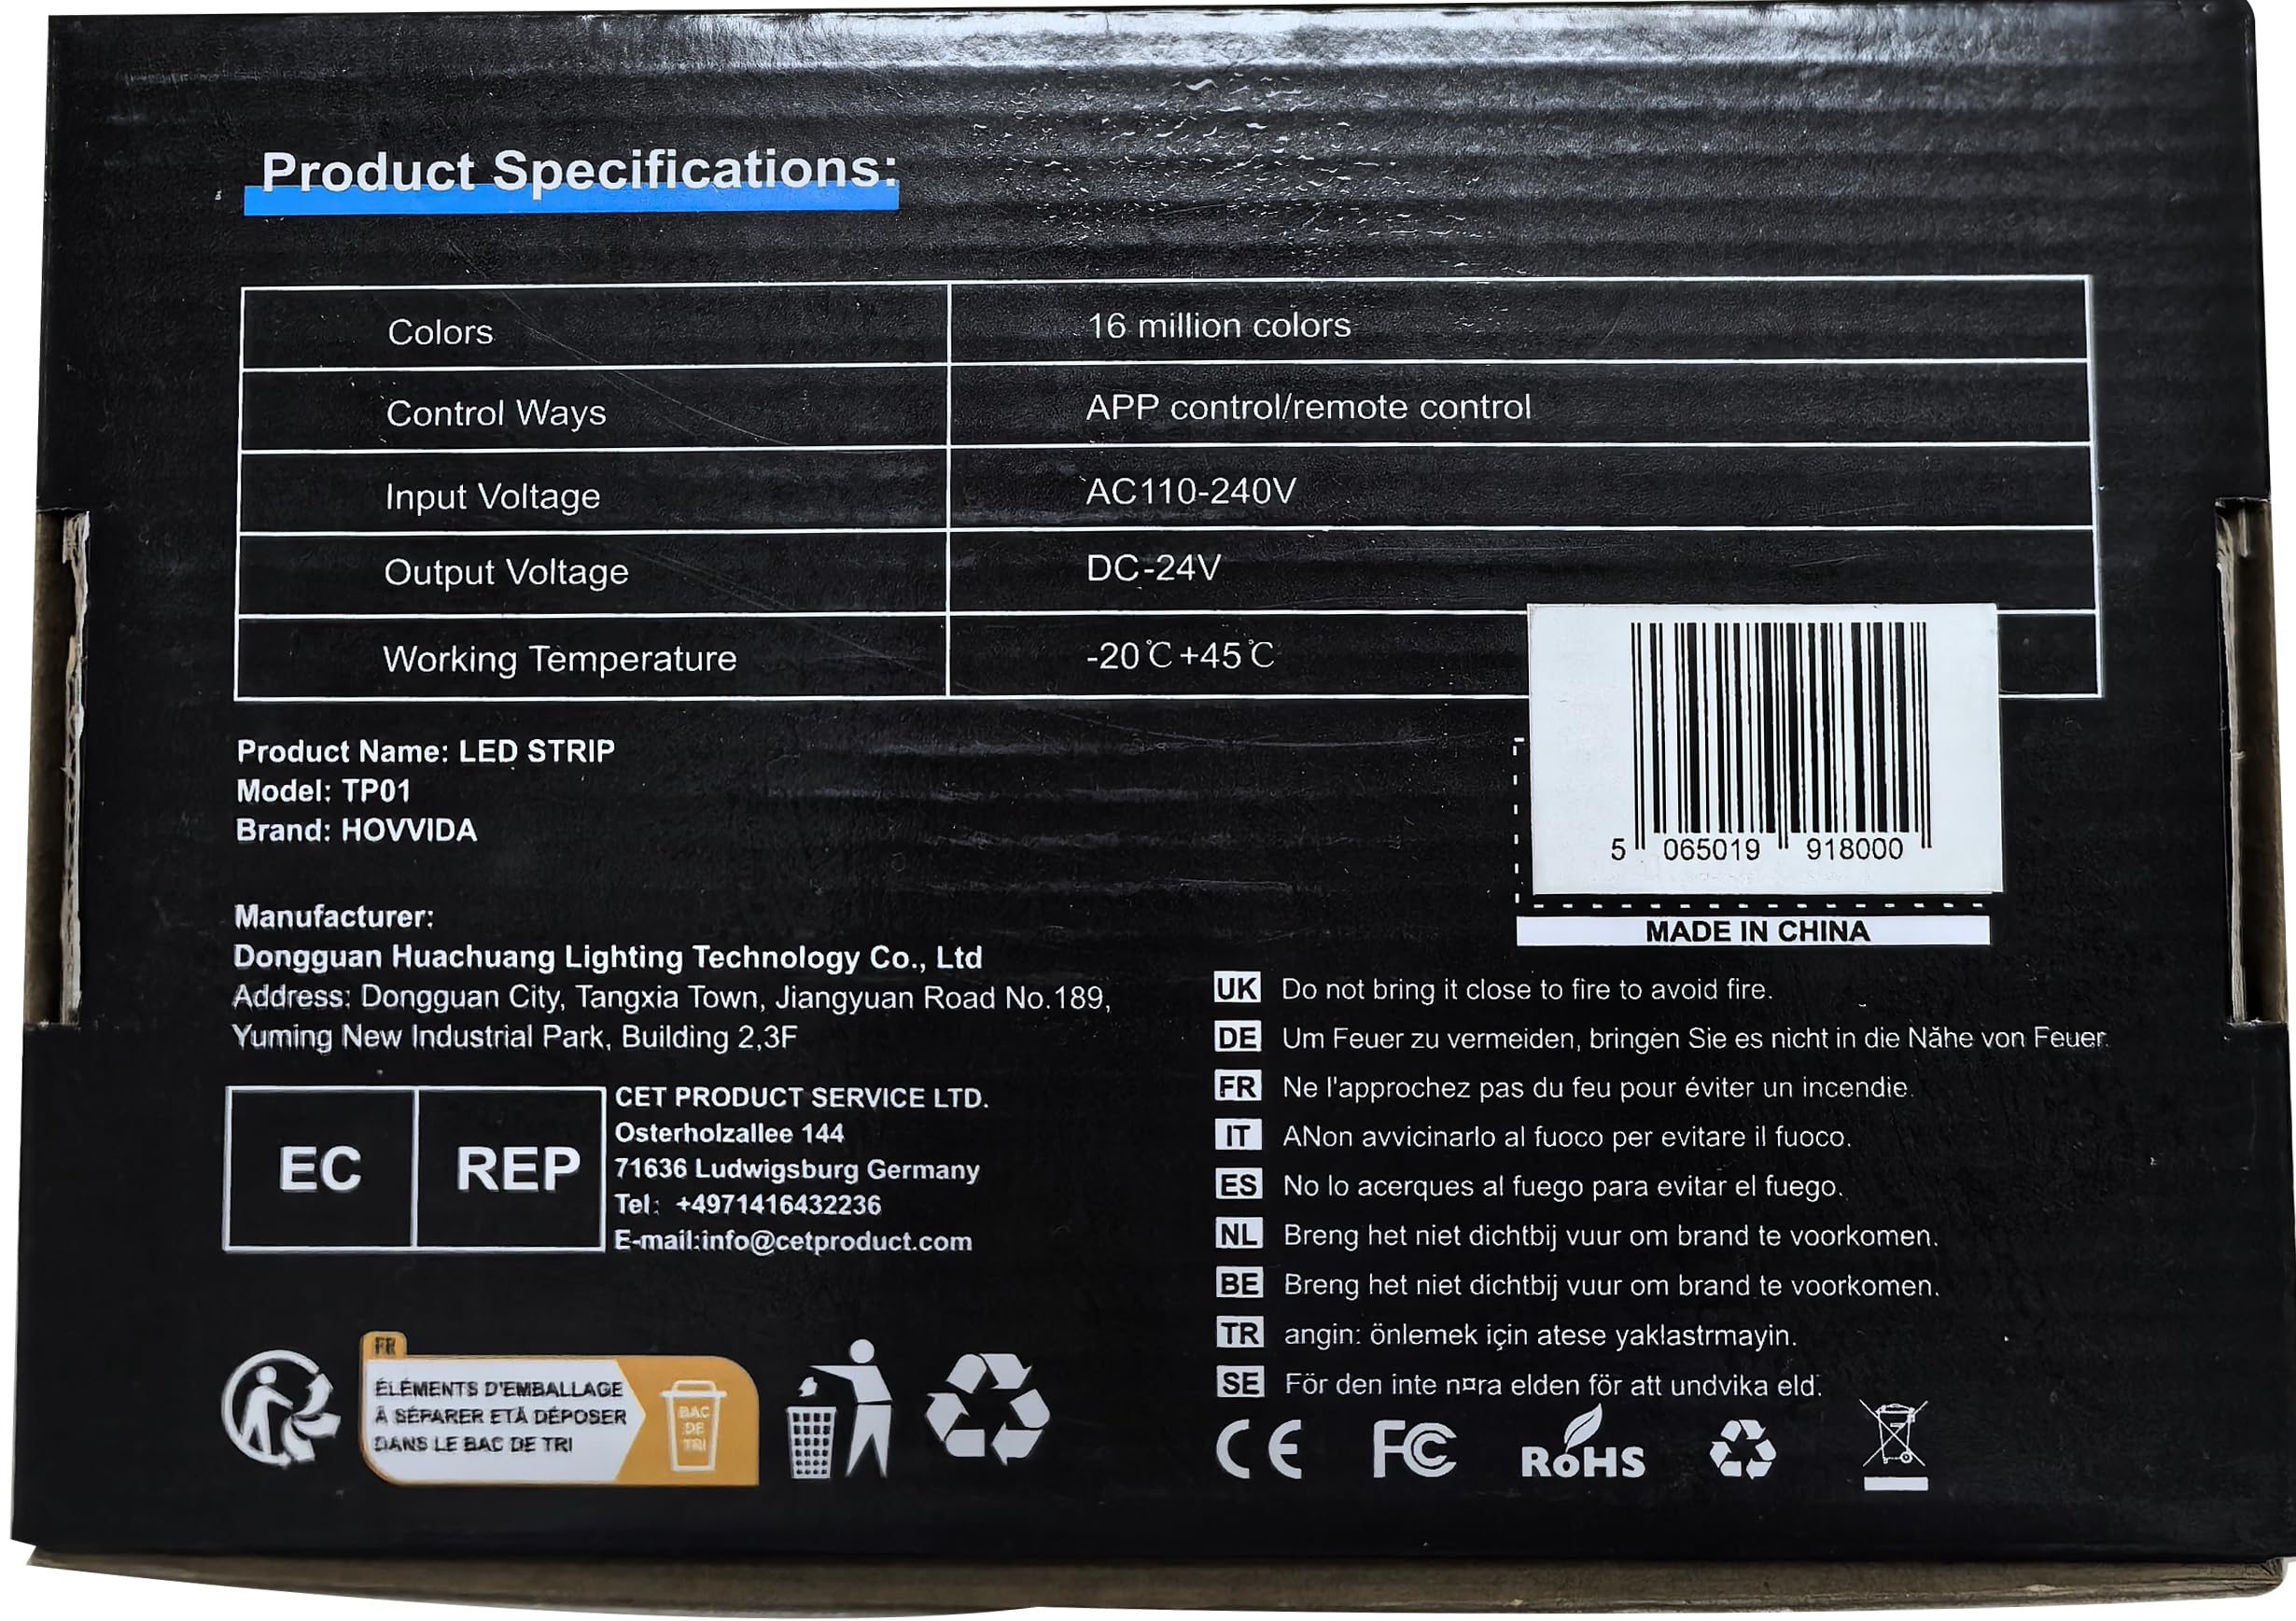 Product Specifications:
Colors 16 million colors
Control Ways APP control/remote control
Input Voltage AC110-240V
Output Voltage DC-24V
Working Temperature -20℃+45℃
Product Name: LED STRIP
Model: TP01
Brand: HOVVIDA
5 065019 918000
MADE IN CHINA
Manufacturer:
Dongguan Huachuang Lighting Technology Co., Ltd
Address: Dongguan City, Tangxia Town, Jiangyuan Road No.189,
Yuming New Industrial Park, Building 2,3F
EC REP
CET PRODUCT SERVICE LTD.
Osterholzallee 144
71636 Ludwigsburg Germany
Tel: +4971416432236
E-mail:info@cetproduct.com
UK Do not bring it close to fire to avoid fire.
DE Um Feuer zu vermeiden, bringen Sie es nicht in die Nähe von Feuer.
FR Ne l'approchez pas du feu pour éviter un incendie.
IT ANon avvicinarlo al fuoco per evitare il fuoco.
ES No lo acerques al fuego para evitar el fuego.
NL Breng het niet dichtbij vuur om brand te voorkomen.
BE Breng het niet dichtbij vuur om brand te voorkomen.
TR angin: önlemek için atese yaklastrmayin.
SE För den inte n¤ra elden för att undvika eld.
FR
ÉLÉMENTS D'EMBALLAGE
À SÉPARER ETÀ DÉPOSER
DANS LE BAC DE TRI
BAC
DE
TRI
CE FC RoHS